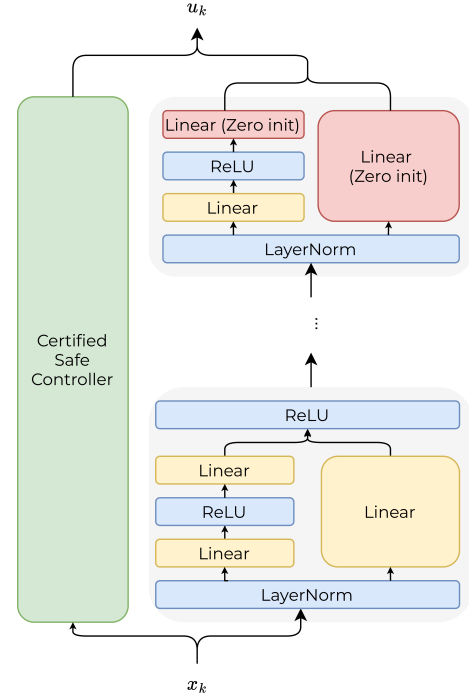 u_k
Linear (Zero init)
ReLU
Linear
Linear
(Zero init)
LayerNorm
...
Certified
Safe
Controller
ReLU
Linear
ReLU
Linear
Linear
LayerNorm
x_k